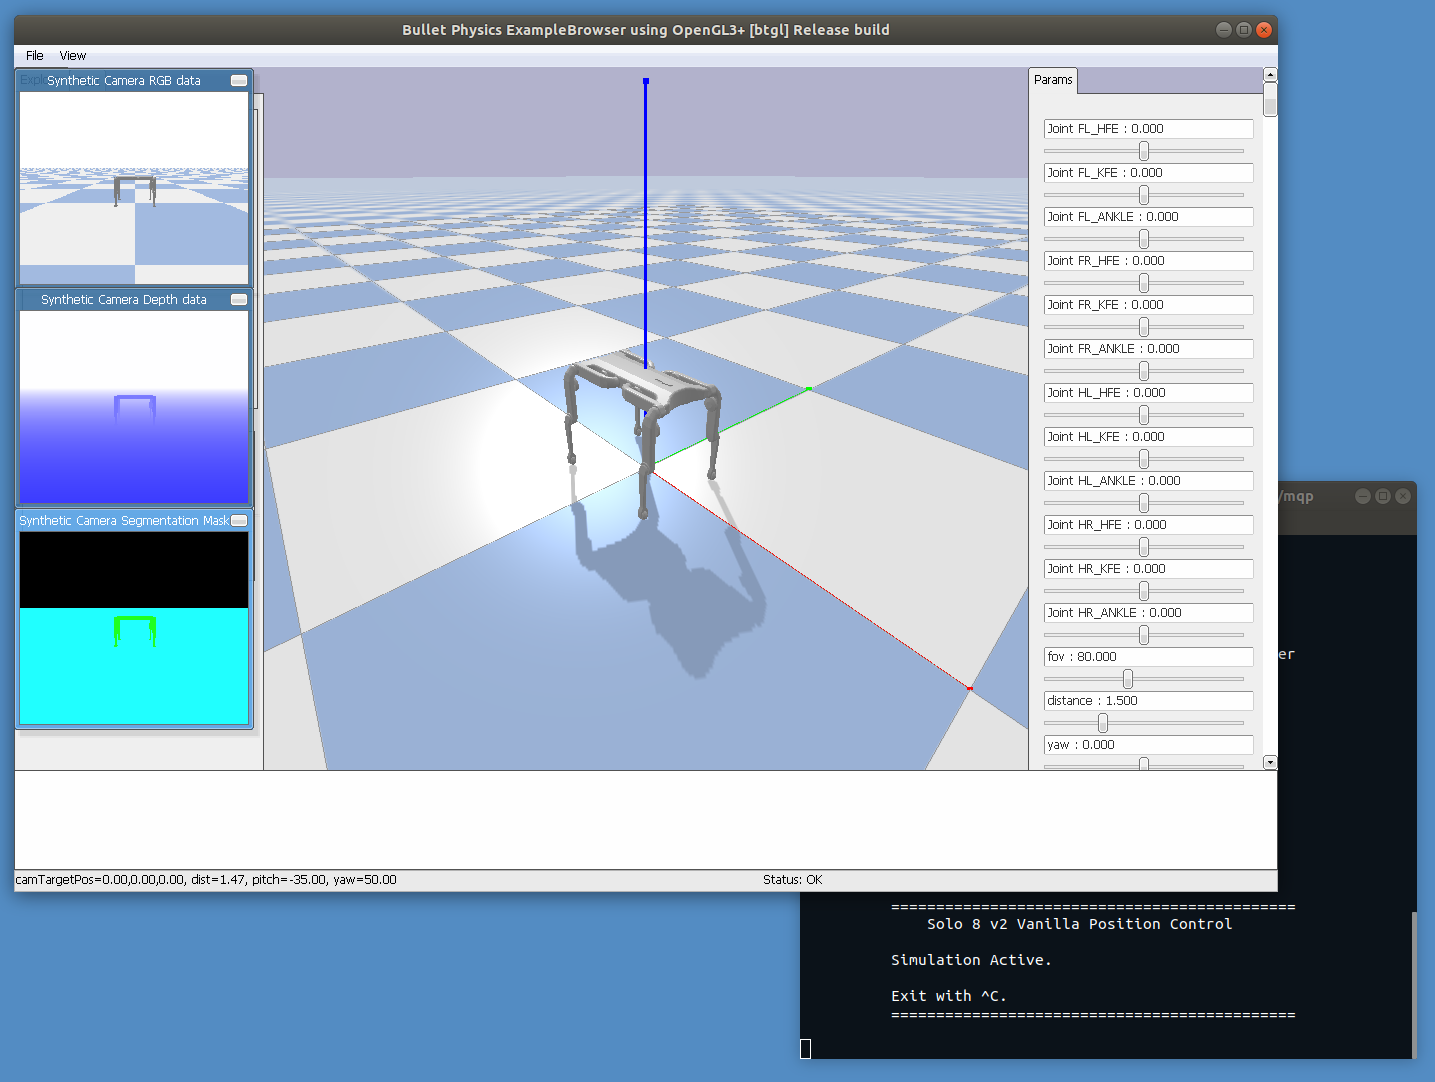 Bullet Physics ExampleBrowser using OpenGL3+ [btgl] Release build
File View
Synthetic Camera RGB data
Synthetic Camera Depth data
Synthetic Camera Segmentation Mask
Params
Joint FL_HFE : 0.000
Joint FL_KFE : 0.000
Joint FL_ANKLE : 0.000
Joint FR_HFE : 0.000
Joint FR_KFE : 0.000
Joint FR_ANKLE : 0.000
Joint HL_HFE : 0.000
Joint HL_KFE : 0.000
Joint HL_ANKLE : 0.000
Joint HR_HFE : 0.000
Joint HR_KFE : 0.000
Joint HR_ANKLE : 0.000
fov : 80.000
distance : 1.500
yaw : 0.000
camTargetPos=0.00,0.00,0.00, dist=1.47, pitch=-35.00, yaw=50.00
Status: OK
/mqp
er
=============================================
Solo 8 v2 Vanilla Position Control
Simulation Active.
Exit with ^C.
=============================================